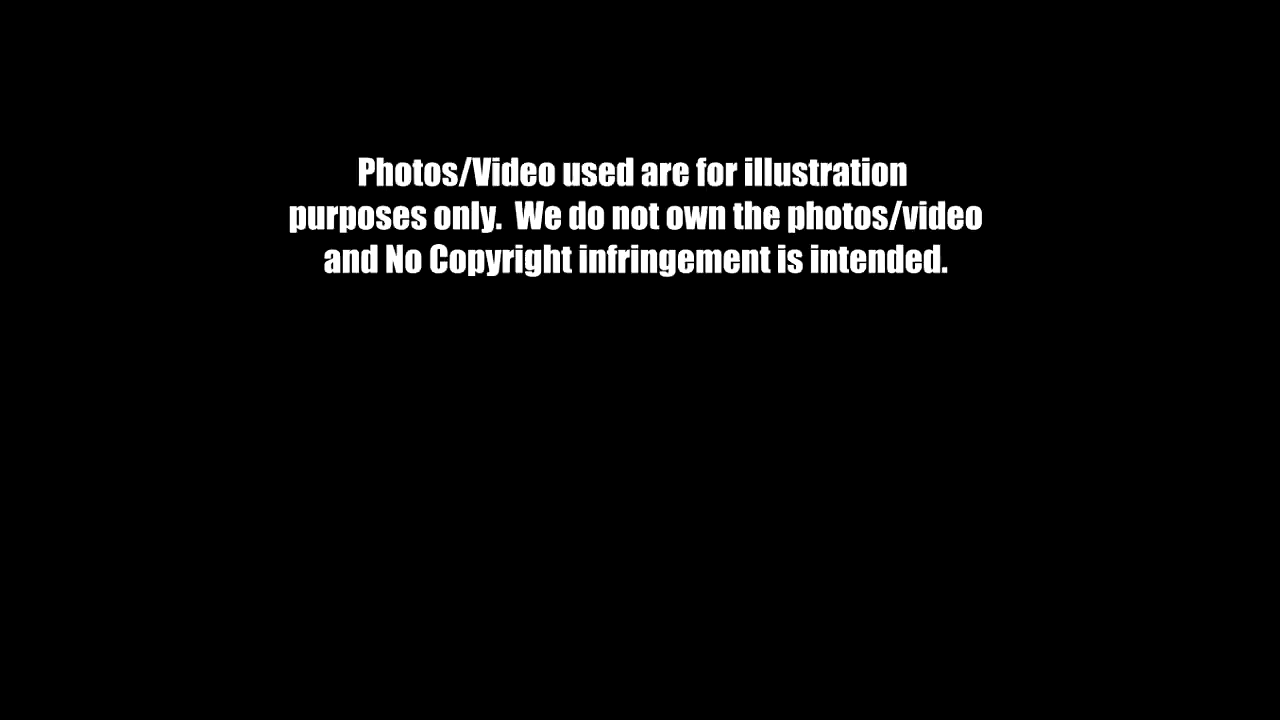 Photos/Video used are for illustration
purposes only.  We do not own the photos/video
and No Copyright infringement is intended.